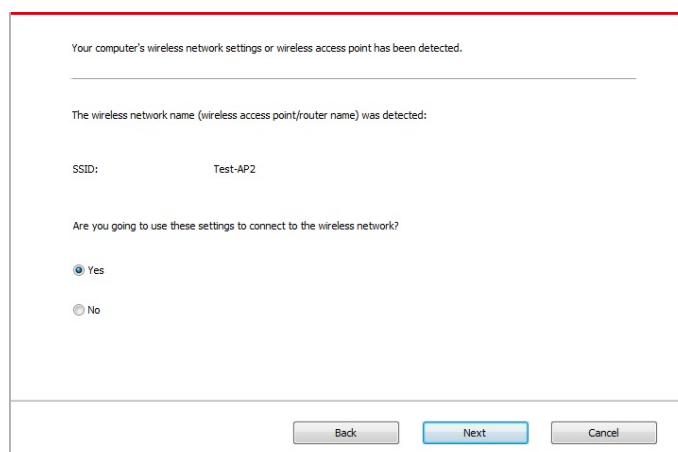 Your computer's wireless network settings or wireless access point has been detected.
The wireless network name (wireless access point/router name) was detected:
SSID: Test-AP2
Are you going to use these settings to connect to the wireless network?
Yes
No
Back Next Cancel